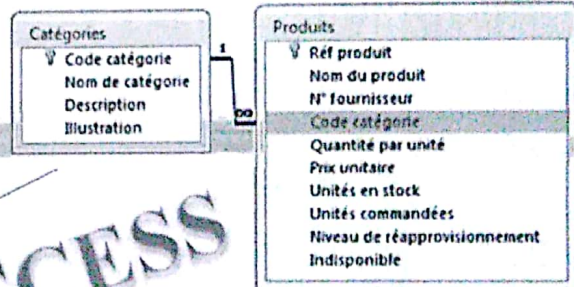 Catégories
Code catégorie
Nom de catégorie
Description
Illustration
1
∞
Produits
Réf produit
Nom du produit
N° fournisseur
Code catégorie
Quantité par unité
Prix unitaire
Unités en stock
Unités commandées
Niveau de réapprovisionnement
Indisponible
CESS